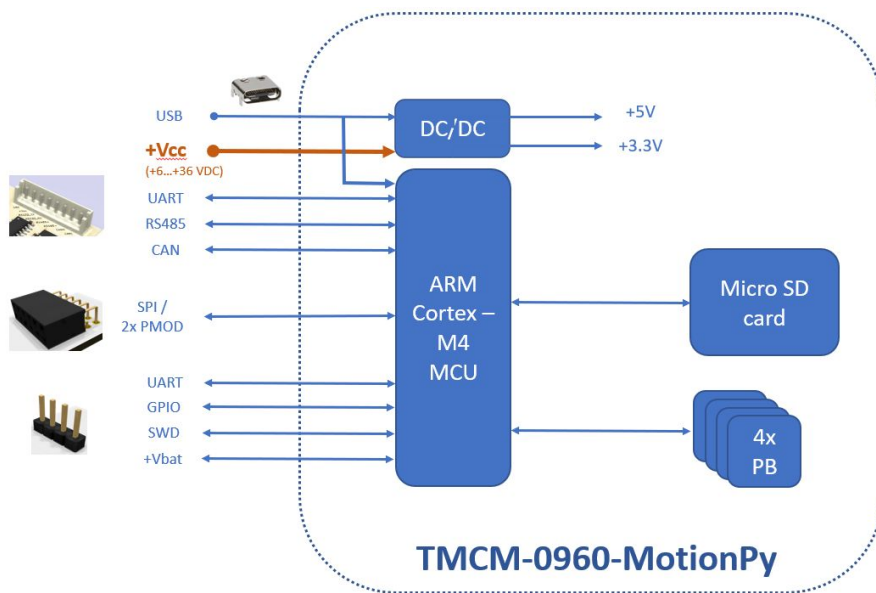 USB
+Vcc
(+6...+36 VDC)
UART
RS485
CAN
SPI /
2x PMOD
UART
GPIO
SWD
+Vbat
DC/'DC
+5V
+3.3V
ARM
Cortex –
M4
MCU
Micro SD
card
4x
PB
TMCM-0960-MotionPy